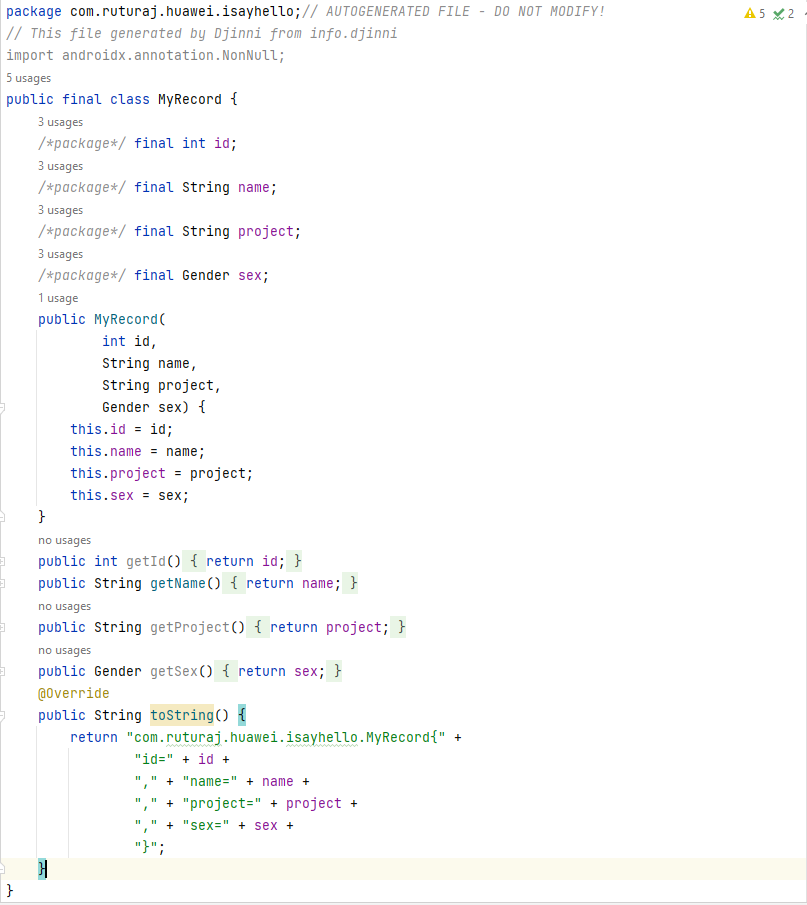 package com.ruturaj.huawei.isayhello;// AUTOGENERATED FILE - DO NOT MODIFY!
5 2
// This file generated by Djinni from info.djinni
import androidx.annotation.NonNull;
5 usages
public final class MyRecord {
3 usages
/*package*/ final int id;
3 usages
/*package*/ final String name;
3 usages
/*package*/ final String project;
3 usages
/*package*/ final Gender sex;
1 usage
public MyRecord(
int id,
String name,
String project,
Gender sex) {
this.id = id;
this.name = name;
this.project = project;
this.sex = sex;
}
no usages
public int getId() { return id; }
public String getName() { return name; }
no usages
public String getProject() { return project; }
no usages
public Gender getSex() { return sex; }
@Override
public String toString() {
return "com.ruturaj.huawei.isayhello.MyRecord{" +
"id=" + id +
"," + "name=" + name +
"," + "project=" + project +
"," + "sex=" + sex +
"}";
}
}